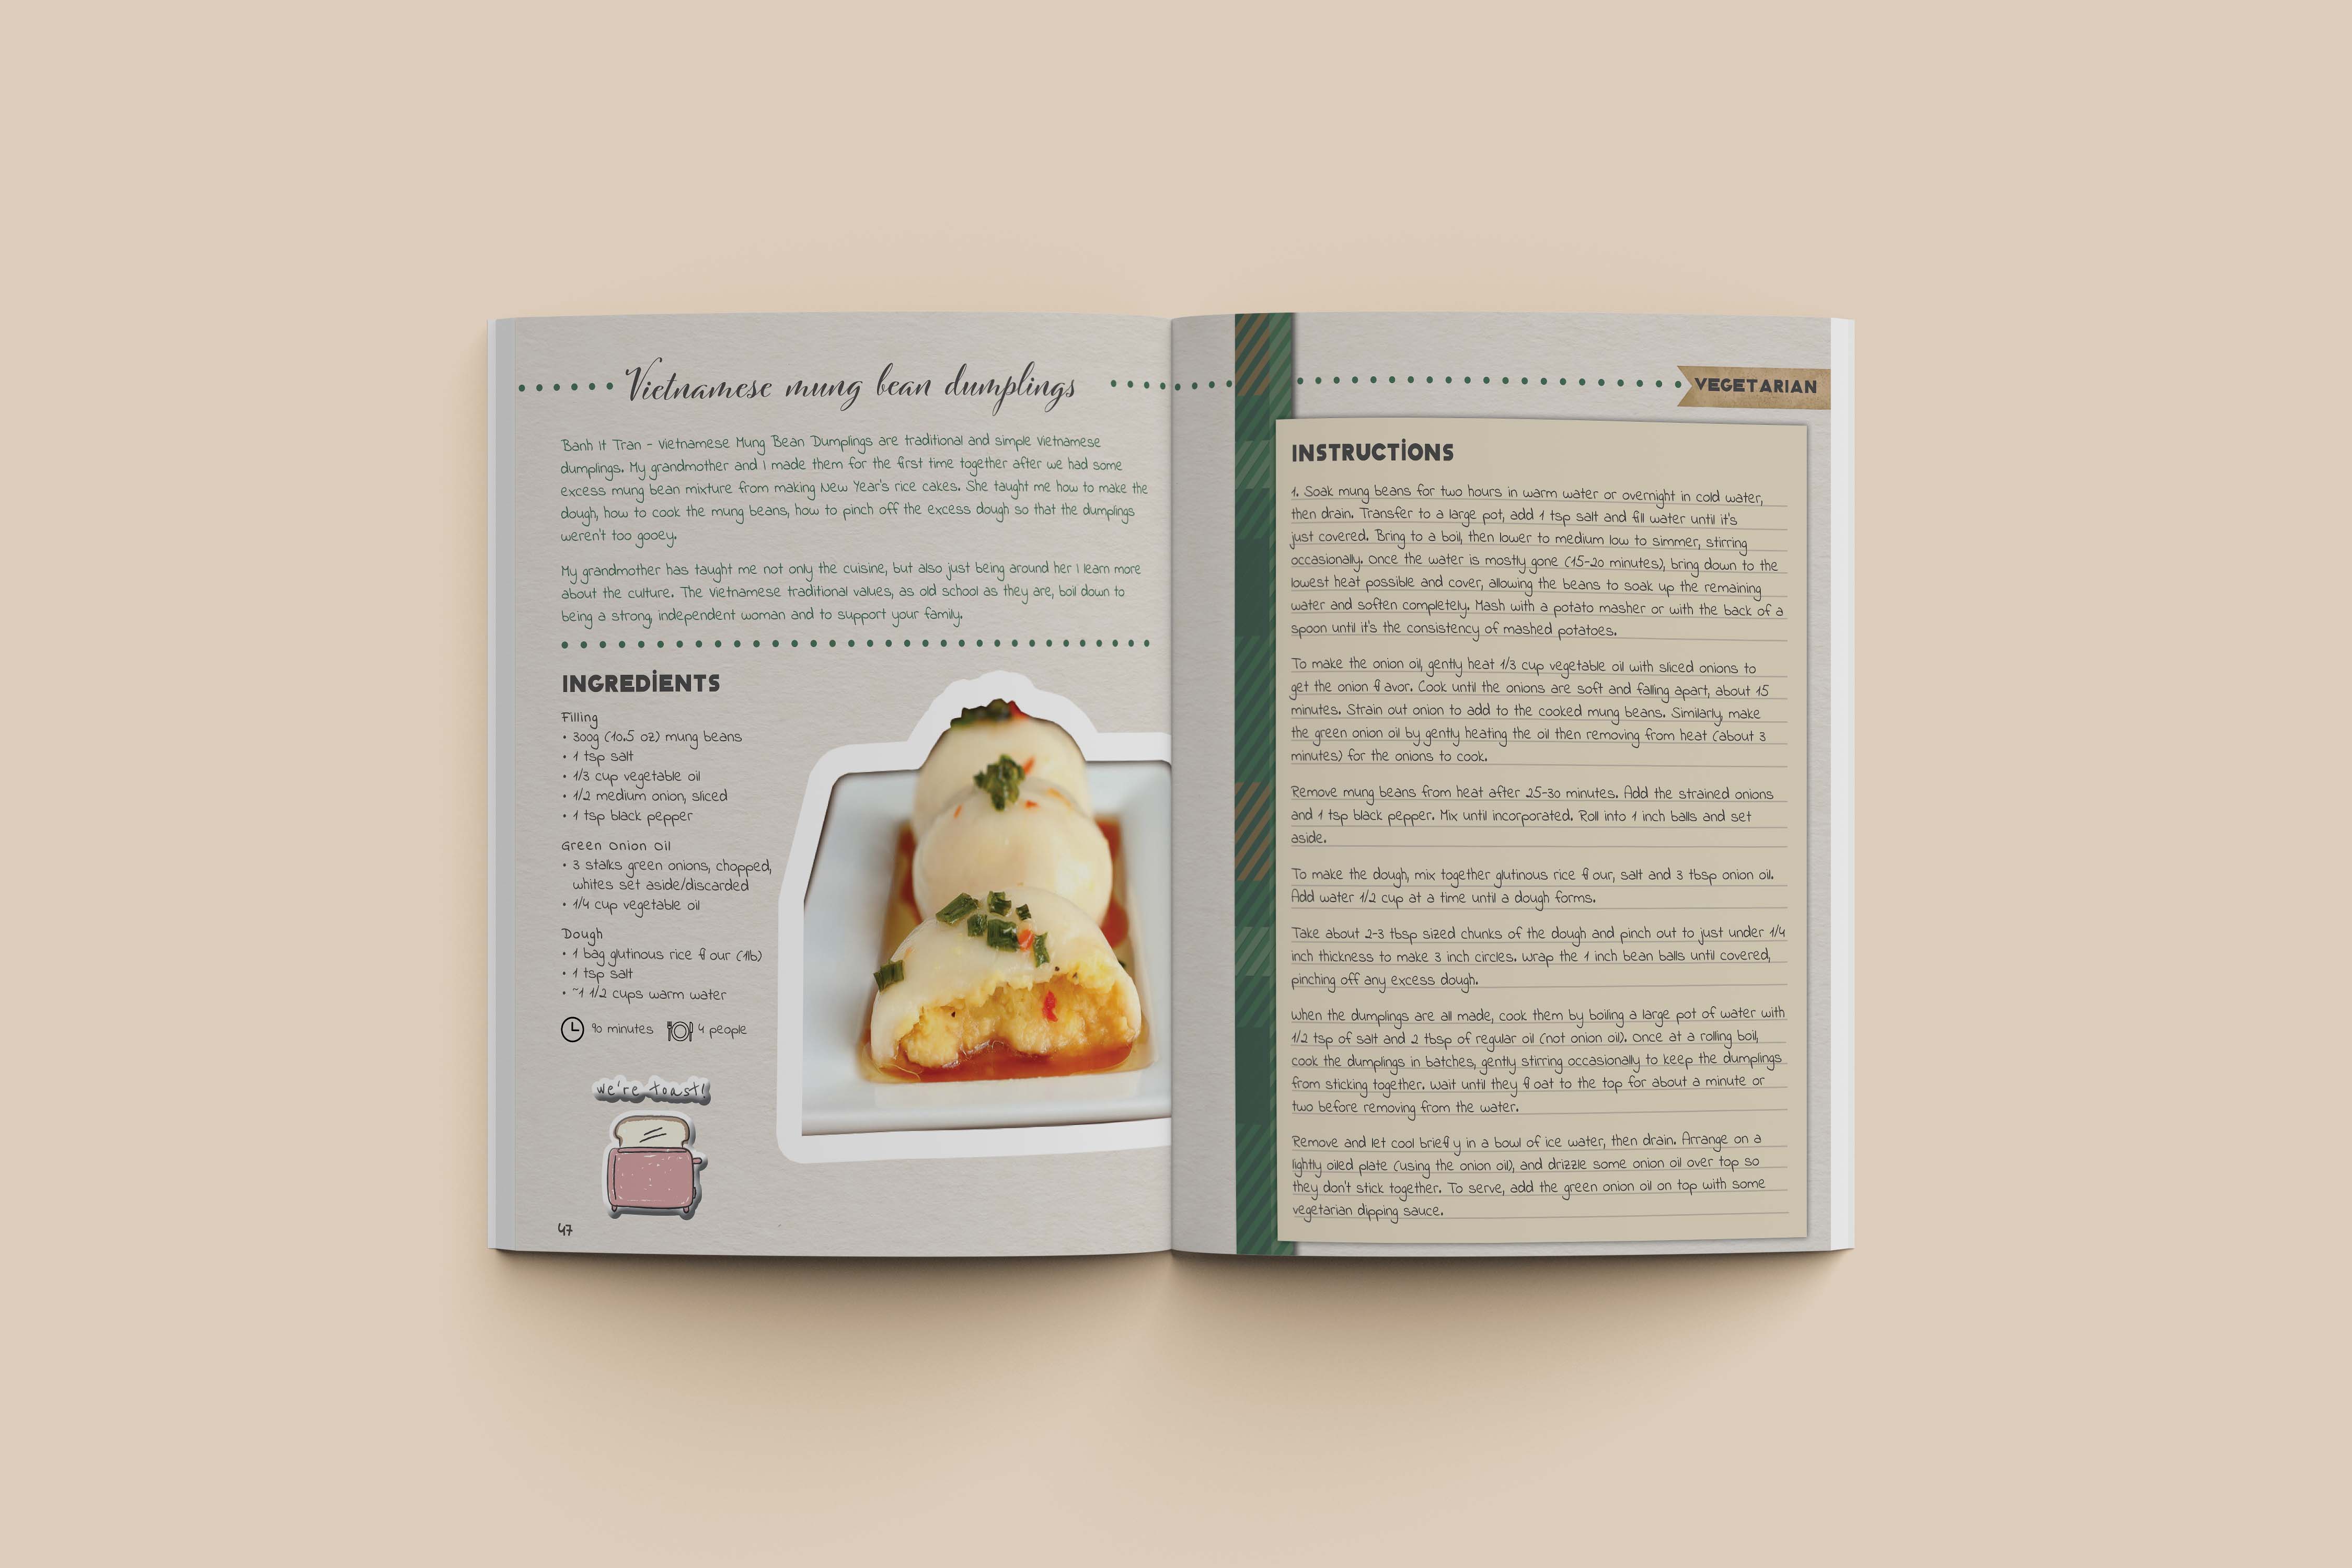 Vietnamese mung bean dumplings
Banh It Tran - Vietnamese Mung Bean Dumplings are traditional and simple Vietnamese
dumplings. My grandmother and I made them for the first time together after we had some
excess mung bean mixture from making New Year's rice cakes. She taught me how to make the
dough, how to cook the mung beans, how to pinch off the excess dough so that the dumplings
weren't too gooey.
My grandmother has taught me not only the cuisine, but also just being around her I learn more
about the culture. The Vietnamese traditional values, as old school as they are, boil down to
being a strong, independent woman and to support your family.
INGREDIENTS
Filling
• 300g (10.5 oz) mung beans
• 1 tsp salt
• 1/3 cup vegetable oil
• 1/2 medium onion, sliced
• 1 tsp black pepper
Green Onion Oil
• 3 stalks green onions, chopped,
whites set aside/discarded
• 1/4 cup vegetable oil
Dough
• 1 bag glutinous rice fl our (1lb)
• 1 tsp salt
• ~1 1/2 cups warm water
90 minutes 4 people
we're toast!
47
VEGETARIAN
INSTRUCTIONS
1. Soak mung beans for two hours in warm water or overnight in cold water,
then drain. Transfer to a large pot, add 1 tsp salt and fill water until it's
just covered. Bring to a boil, then lower to medium low to simmer, stirring
occasionally. Once the water is mostly gone (15-20 minutes), bring down to the
lowest heat possible and cover, allowing the beans to soak up the remaining
water and soften completely. Mash with a potato masher or with the back of a
spoon until it's the consistency of mashed potatoes.
To make the onion oil, gently heat 1/3 cup vegetable oil with sliced onions to
get the onion fl avor. Cook until the onions are soft and falling apart, about 15
minutes. Strain out onion to add to the cooked mung beans. Similarly, make
the green onion oil by gently heating the oil then removing from heat (about 3
minutes) for the onions to cook.
Remove mung beans from heat after 25-30 minutes. Add the strained onions
and 1 tsp black pepper. Mix until incorporated. Roll into 1 inch balls and set
aside.
To make the dough, mix together glutinous rice fl our, salt and 3 tbsp onion oil.
Add water 1/2 cup at a time until a dough forms.
Take about 2-3 tbsp sized chunks of the dough and pinch out to just under 1/4
inch thickness to make 3 inch circles. Wrap the 1 inch bean balls until covered,
pinching off any excess dough.
When the dumplings are all made, cook them by boiling a large pot of water with
1/2 tsp of salt and 2 tbsp of regular oil (not onion oil). Once at a rolling boil,
cook the dumplings in batches, gently stirring occasionally to keep the dumplings
from sticking together. Wait until they fl oat to the top for about a minute or
two before removing from the water.
Remove and let cool briefl y in a bowl of ice water, then drain. Arrange on a
lightly oiled plate (using the onion oil), and drizzle some onion oil over top so
they don't stick together. To serve, add the green onion oil on top with some
vegetarian dipping sauce.